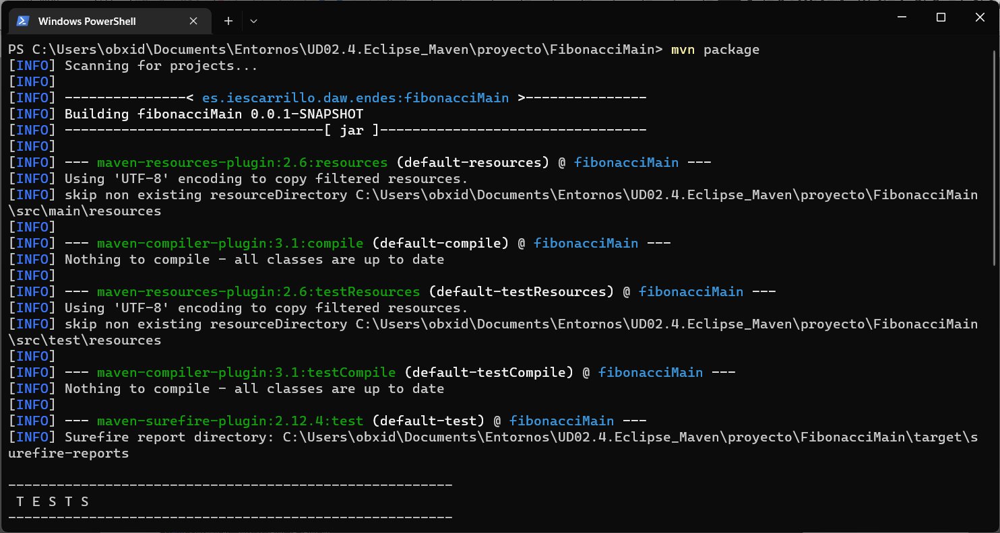 Windows PowerShell
PS C:\Users\obxid\Documents\Entornos\UD02.4.Eclipse_Maven\proyecto\FibonacciMain> mvn package
[INFO] Scanning for projects...
[INFO]
[INFO] ---------------< es.iescarrillo.daw.endes:fibonacciMain >---------------
[INFO] Building fibonacciMain 0.0.1-SNAPSHOT
[INFO] --------------------------------[ jar ]---------------------------------
[INFO]
[INFO] --- maven-resources-plugin:2.6:resources (default-resources) @ fibonacciMain ---
[INFO] Using 'UTF-8' encoding to copy filtered resources.
[INFO] skip non existing resourceDirectory C:\Users\obxid\Documents\Entornos\UD02.4.Eclipse_Maven\proyecto\FibonacciMain
\src\main\resources
[INFO]
[INFO] --- maven-compiler-plugin:3.1:compile (default-compile) @ fibonacciMain ---
[INFO] Nothing to compile - all classes are up to date
[INFO]
[INFO] --- maven-resources-plugin:2.6:testResources (default-testResources) @ fibonacciMain ---
[INFO] Using 'UTF-8' encoding to copy filtered resources.
[INFO] skip non existing resourceDirectory C:\Users\obxid\Documents\Entornos\UD02.4.Eclipse_Maven\proyecto\FibonacciMain
\src\test\resources
[INFO]
[INFO] --- maven-compiler-plugin:3.1:testCompile (default-testCompile) @ fibonacciMain ---
[INFO] Nothing to compile - all classes are up to date
[INFO]
[INFO] --- maven-surefire-plugin:2.12.4:test (default-test) @ fibonacciMain ---
[INFO] Surefire report directory: C:\Users\obxid\Documents\Entornos\UD02.4.Eclipse_Maven\proyecto\FibonacciMain\target\s
urefire-reports
-------------------------------------------------------
T E S T S
-------------------------------------------------------